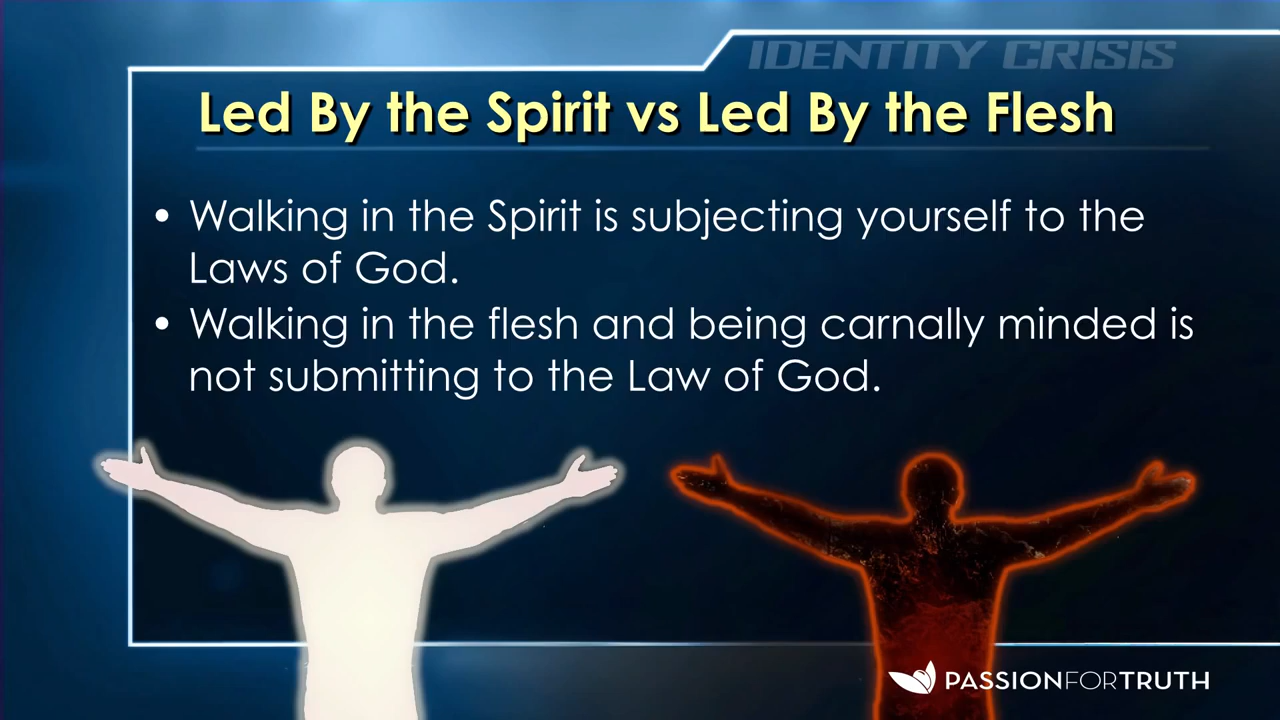 IDENTITY CRISIS
Led By the Spirit vs Led By the Flesh
• Walking in the Spirit is subjecting yourself to the
Laws of God.
• Walking in the flesh and being carnally minded is
not submitting to the Law of God.
PASSIONFORTRUTH